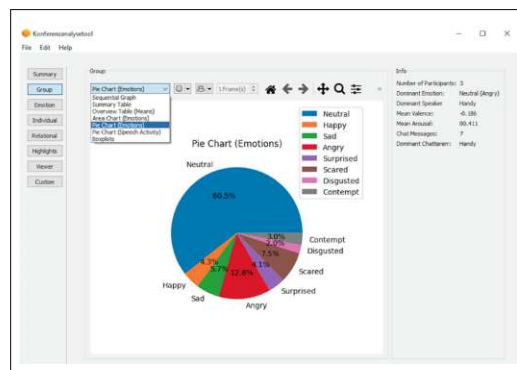 Konferenzanalysetool
File Edit Help
Summary
Group
Emotion
Individual
Relational
Highlights
Viewer
Custom
Group
Pie Chart (Emotions)
1 Frame(s)
Sequential Graph
Summary Table
Overview Table (Means)
Area Chart (Emotions)
Pie Chart (Emotions)
Pie Chart (Speech Activity)
Boxplots
Pie Chart (Emotions)
Neutral
Happy
Sad
Angry
Surprised
Scared
Disgusted
Contempt
Neutral
60.5%
3.0%
Contempt
2.0%
Disgusted
7.5%
Scared
4.1%
Surprised
12.8%
Angry
5.7%
Sad
4.3%
Happy
Info
Number of Participants: 3
Dominant Emotion: Neutral (Angry)
Dominant Speaker Handy
Mean Valence: -0.186
Mean Arousal: 80.411
Chat Messages: 7
Dominant Chatterer: Handy